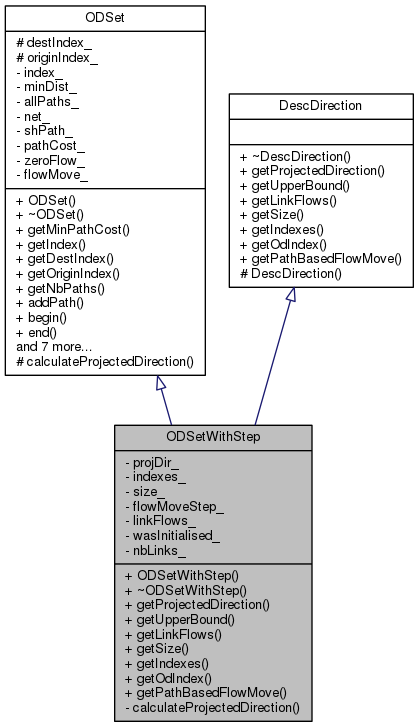 ODSet
# destIndex_
# originIndex_
- index_
- minDist_
- allPaths_
- net_
- shPath_
- pathCost_
- zeroFlow_
- flowMove_
+ ODSet()
+ ~ODSet()
+ getMinPathCost()
+ getIndex()
+ getDestIndex()
+ getOriginIndex()
+ getNbPaths()
+ addPath()
+ begin()
+ end()
and 7 more...
# calculateProjectedDirection()
DescDirection
+ ~DescDirection()
+ getProjectedDirection()
+ getUpperBound()
+ getLinkFlows()
+ getSize()
+ getIndexes()
+ getOdIndex()
+ getPathBasedFlowMove()
# DescDirection()
ODSetWithStep
- projDir_
- indexes_
- size_
- flowMoveStep_
- linkFlows_
- wasInitialised_
- nbLinks_
+ ODSetWithStep()
+ ~ODSetWithStep()
+ getProjectedDirection()
+ getUpperBound()
+ getLinkFlows()
+ getSize()
+ getIndexes()
+ getOdIndex()
+ getPathBasedFlowMove()
- calculateProjectedDirection()